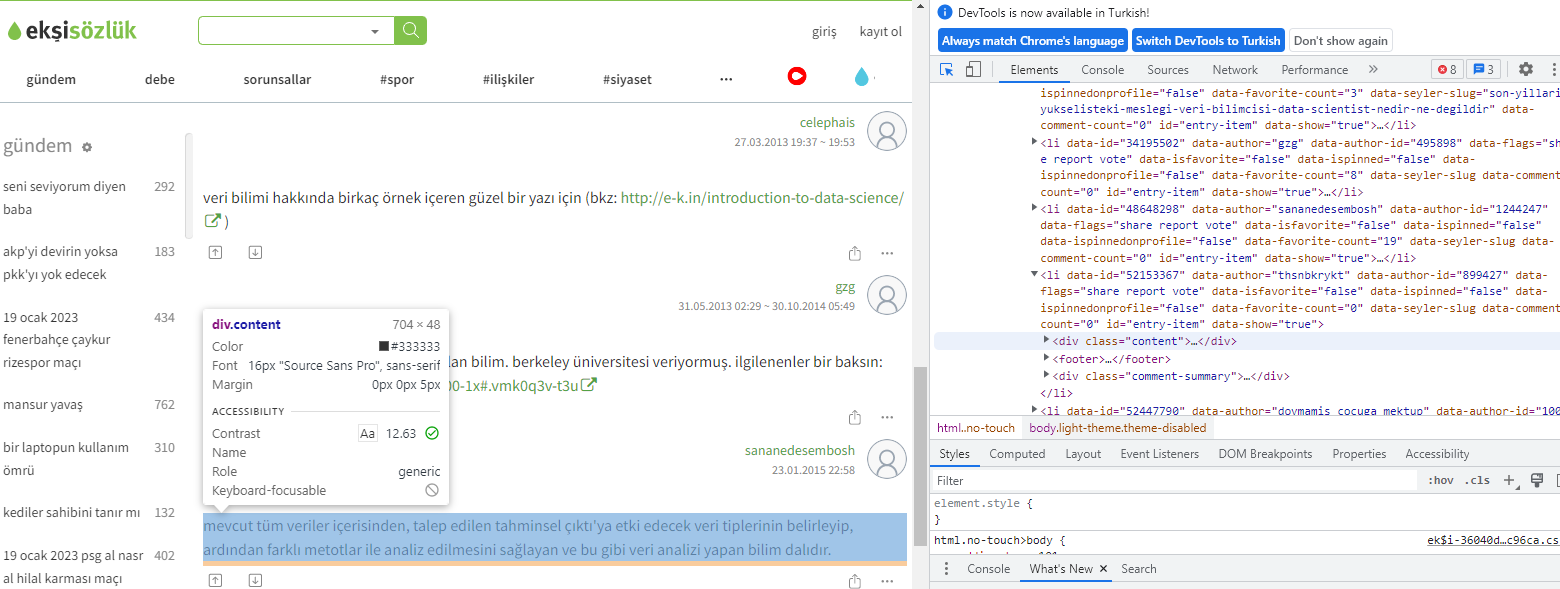 ekşisözlük
giriş
kayıt ol
gündem
debe
sorunsallar
#spor
#ilişkiler
#siyaset
...
gündem
seni seviyorum diyen 292
baba
akp'yi devirin yoksa 183
pkk'yı yok edecek
19 ocak 2023 434
fenerbahçe çaykur
rizespor maçı
mansur yavaş 762
bir laptopun kullanım 310
ömrü
kediler sahibini tanır mı 132
19 ocak 2023 psg al nasr 402
al hilal karması maçı
celephais
27.03.2013 19:37 ~ 19:53
veri bilimi hakkında birkaç örnek içeren güzel bir yazı için (bkz: http://e-k.in/introduction-to-data-science/
)
gzg
31.05.2013 02:29 ~ 30.10.2014 05:49
lan bilim. berkeley üniversitesi veriyormuş. ilgilenenler bir baksın:
00-1x#.vmk0q3v-t3u
sananedesembosh
23.01.2015 22:58
div.content 704 × 48
Color #333333
Font 16px "Source Sans Pro", sans-serif
Margin 0px 0px 5px
ACCESSIBILITY
Contrast Aa 12.63
Name
Role generic
Keyboard-focusable
mevcut tüm veriler içerisinden, talep edilen tahminsel çıktı'ya etki edecek veri tiplerinin belirleyip,
ardından farklı metotlar ile analiz edilmesini sağlayan ve bu gibi veri analizi yapan bilim dalıdır.
DevTools is now available in Turkish!
Always match Chrome's language Switch DevTools to Turkish Don't show again
Elements Console Sources Network Performance » 8 3
ispinnedonprofile="false" data-favorite-count="3" data-seyler-slug="son-yillari
yukselisteki-meslegi-veri-bilimcisi-data-scientist-nedir-ne-degildir" data-
comment-count="0" id="entry-item" data-show="true">…</li>
<li data-id="34195502" data-author="gzg" data-author-id="495898" data-flags="sh
e report vote" data-isfavorite="false" data-ispinned="false" data-
ispinnedonprofile="false" data-favorite-count="8" data-seyler-slug data-comment
count="0" id="entry-item" data-show="true">…</li>
<li data-id="48648298" data-author="sananedesembosh" data-author-id="1244247"
data-flags="share report vote" data-isfavorite="false" data-ispinned="false"
data-ispinnedonprofile="false" data-favorite-count="19" data-seyler-slug data-
comment-count="0" id="entry-item" data-show="true">…</li>
<li data-id="52153367" data-author="thsnbkrykt" data-author-id="899427" data-
flags="share report vote" data-isfavorite="false" data-ispinned="false" data-
ispinnedonprofile="false" data-favorite-count="0" data-seyler-slug data-comment
count="0" id="entry-item" data-show="true">
<div class="content">…</div>
<footer>…</footer>
<div class="comment-summary">…</div>
</li>
<li data-id="52447790" data-author="doymamis cocuga mektup" data-author-id="100
html..no-touch body.light-theme.theme-disabled
Styles Computed Layout Event Listeners DOM Breakpoints Properties Accessibility
Filter :hov .cls
element.style {
}
html.no-touch>body { ek$i-36040d…c96ca.cs
Console What's New × Search